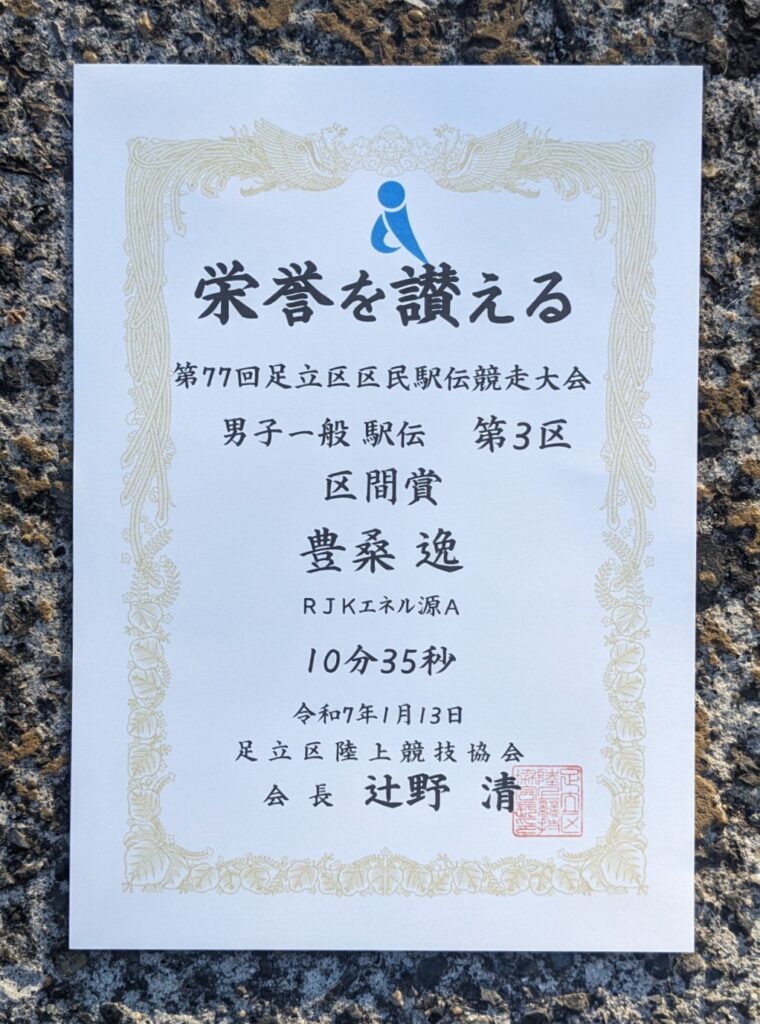 栄誉を讃える
第77回足立区区民駅伝競走大会
男子一般 駅伝 第3区
区間賞
豊桑 逸
RJKエネル源A
10分35秒
令和7年1月13日
足立区陸上競技協会
会長 辻野 清